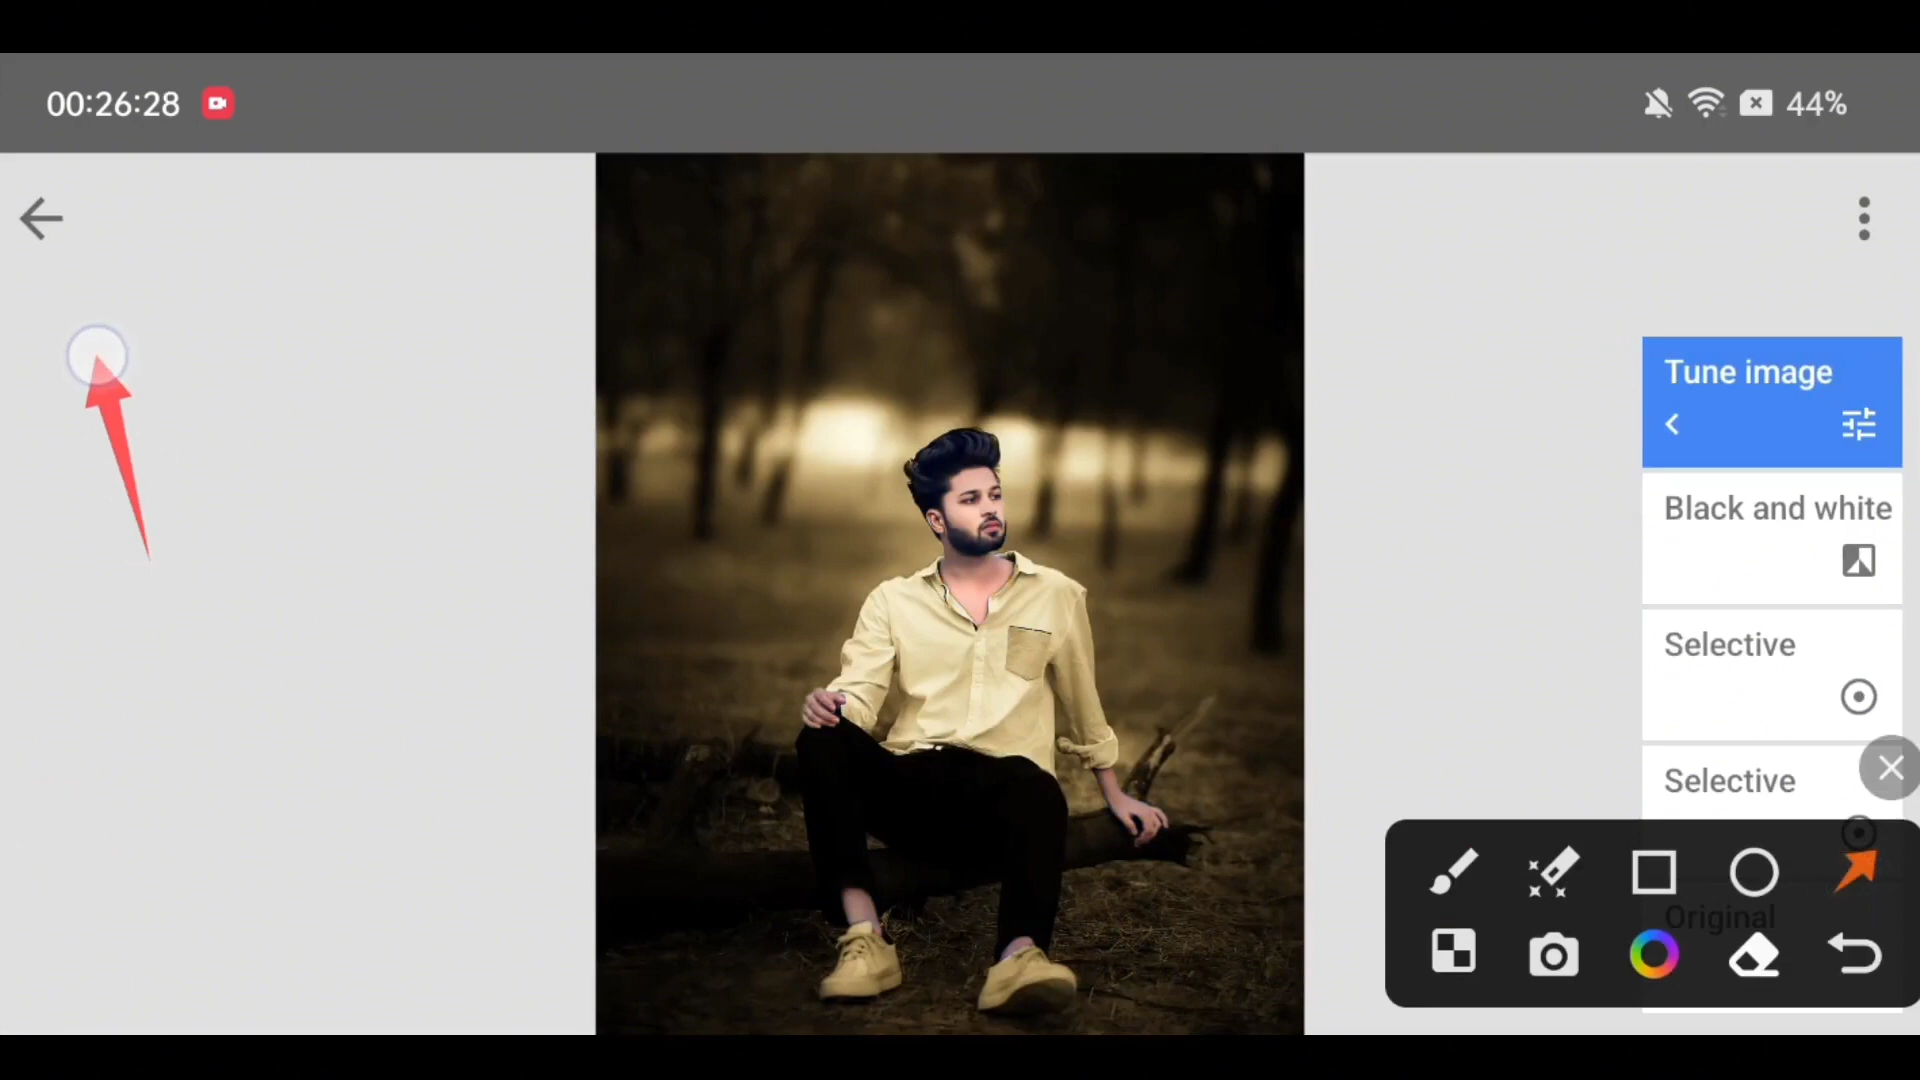 00:26:28
44%
Tune image
Black and white
Selective
Selective
Original